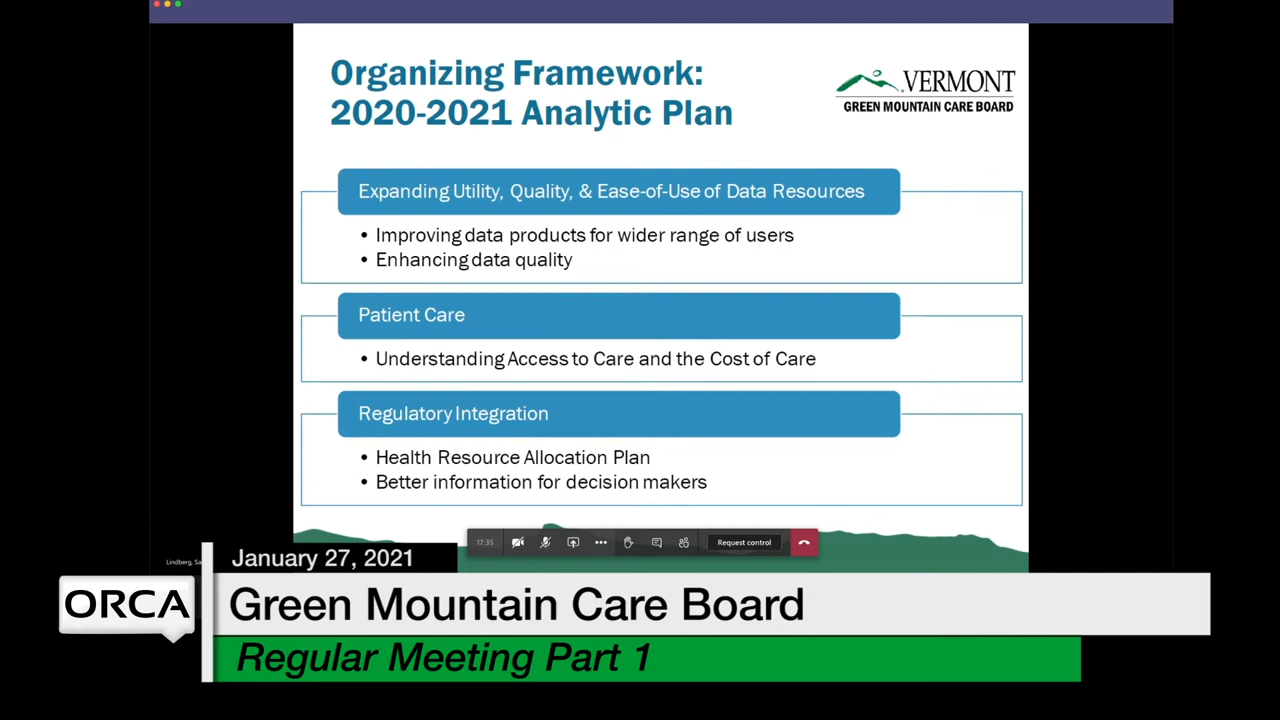 Organizing Framework:
2020-2021 Analytic Plan
VERMONT
GREEN MOUNTAIN CARE BOARD
Expanding Utility, Quality, & Ease-of-Use of Data Resources
• Improving data products for wider range of users
• Enhancing data quality
Patient Care
• Understanding Access to Care and the Cost of Care
Regulatory Integration
• Health Resource Allocation Plan
• Better information for decision makers
17:35
Request control
Lindberg,
January 27, 2021
ORCA
Green Mountain Care Board
Regular Meeting Part 1